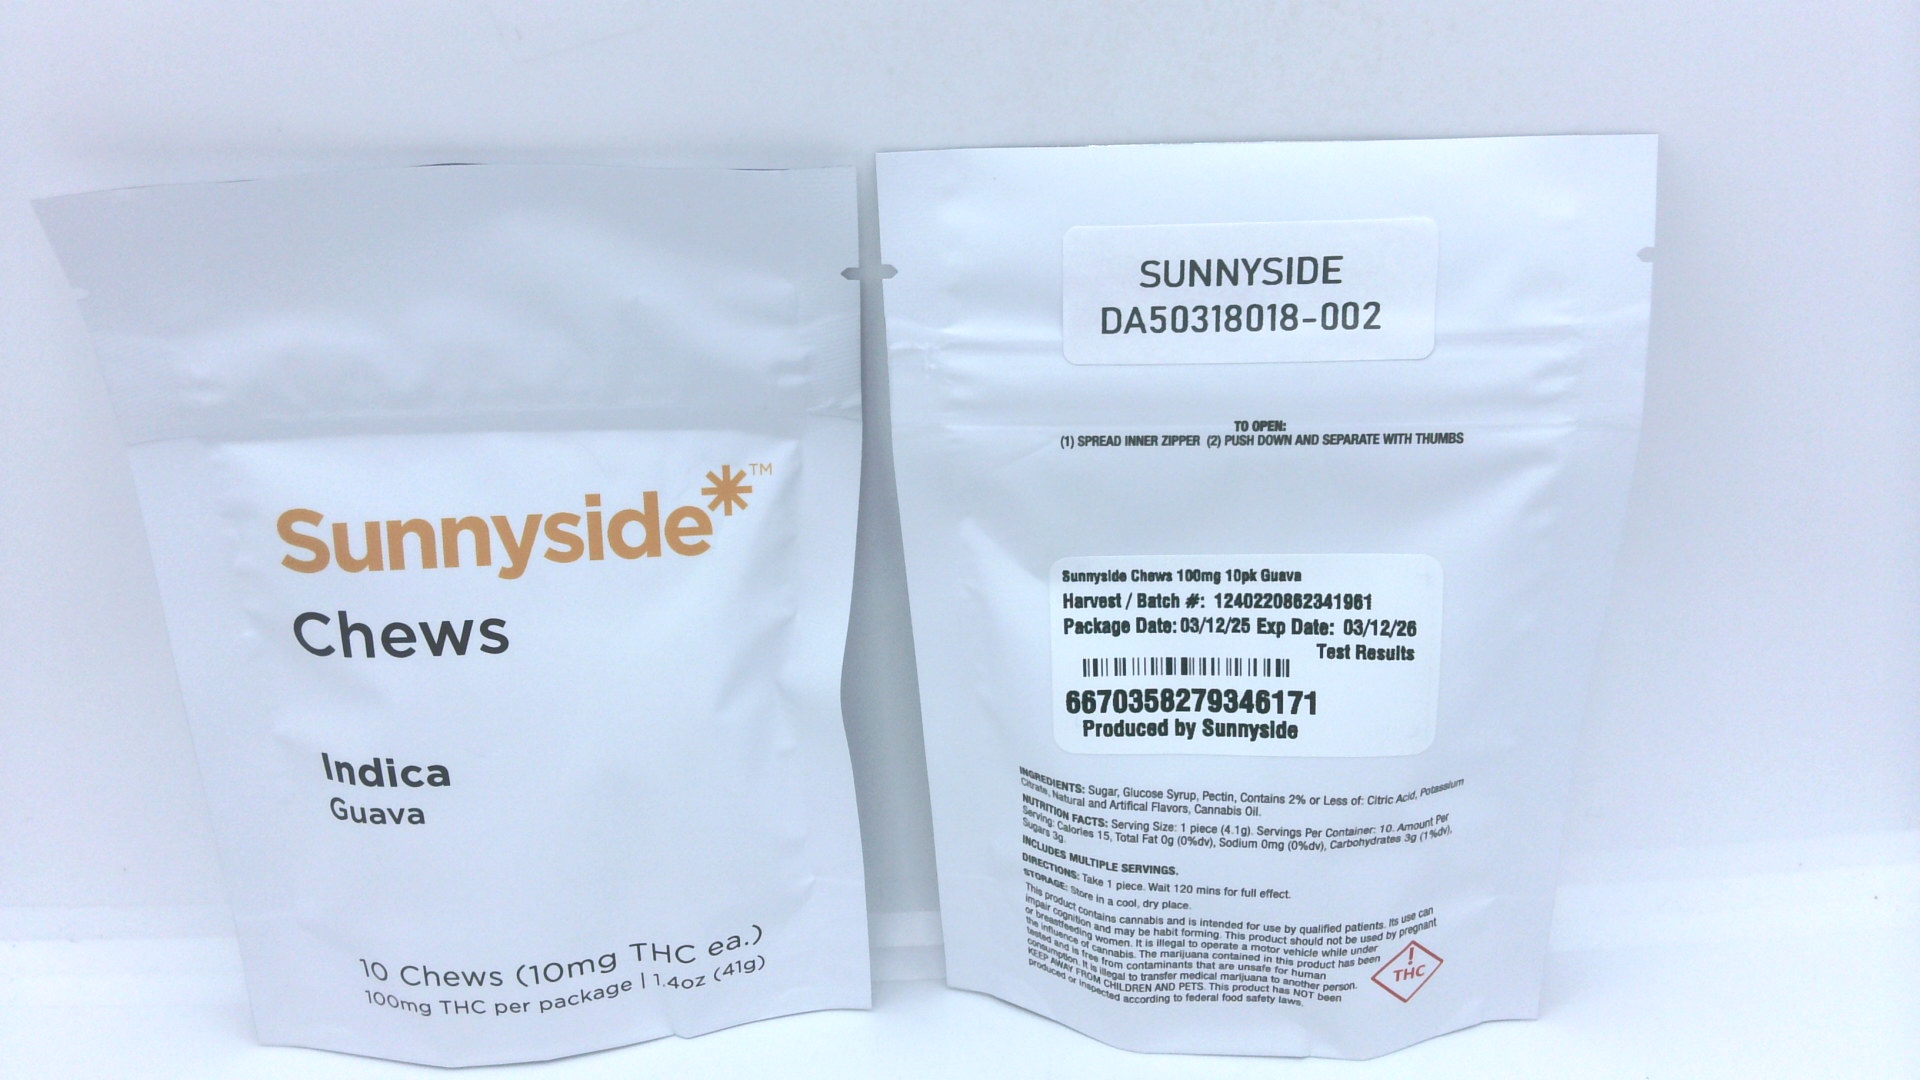 Sunnyside*™
Chews
Indica
Guava
10 Chews (10mg THC ea.)
100mg THC per package | 1.4oz (41g)
SUNNYSIDE
DA50318018-002
TO OPEN:
(1) SPREAD INNER ZIPPER (2) PUSH DOWN AND SEPARATE WITH THUMBS
Sunnyside Chews 100mg 10pk Guava
Harvest / Batch #: 1240220862341961
Package Date: 03/12/25 Exp Date: 03/12/26
Test Results
6670358279346171
Produced by Sunnyside
INGREDIENTS: Sugar, Glucose Syrup, Pectin, Contains 2% or Less of: Citric Acid, Potassium
Citrate, Natural and Artifical Flavors, Cannabis Oil.
NUTRITION FACTS: Serving Size: 1 piece (4.1g). Servings Per Container: 10. Amount Per
Serving: Calories 15, Total Fat 0g (0%dv), Sodium 0mg (0%dv), Carbohydrates 3g (1%dv),
Sugars 3g.
INCLUDES MULTIPLE SERVINGS.
DIRECTIONS: Take 1 piece. Wait 120 mins for full effect.
STORAGE: Store in a cool, dry place.
This product contains cannabis and is intended for use by qualified patients. Its use can
impair cognition and may be habit forming. This product should not be used by pregnant
or breastfeeding women. It is illegal to operate a motor vehicle while under
the influence of cannabis. The marijuana contained in this product has been
tested and is free from contaminants that are unsafe for human
consumption. It is illegal to transfer medical marijuana to another person.
KEEP AWAY FROM CHILDREN AND PETS. This product has NOT been
produced or inspected according to federal food safety laws.
!
THC